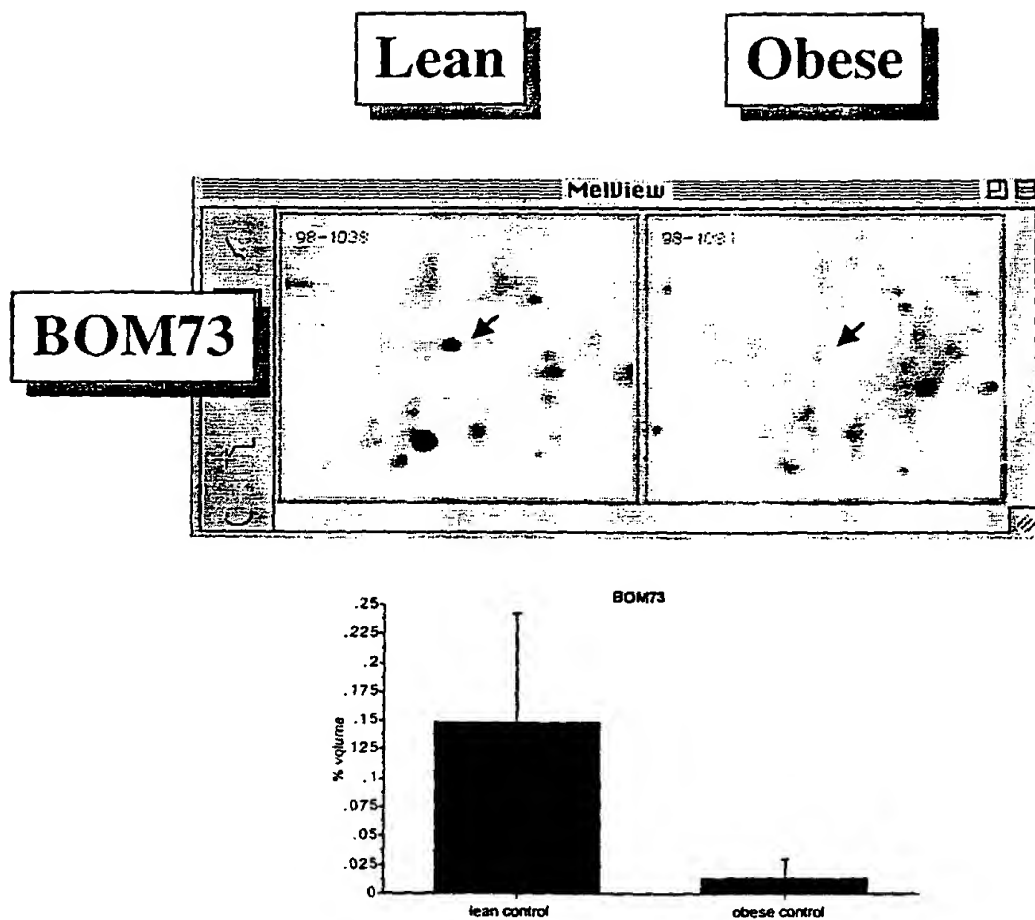 Lean
Obese
MelView
98-1038
BOM73
BOM73
.25
.225
.2
.175
.15
.125
.1
.075
.05
.025
0
% volume
lean control
obese control